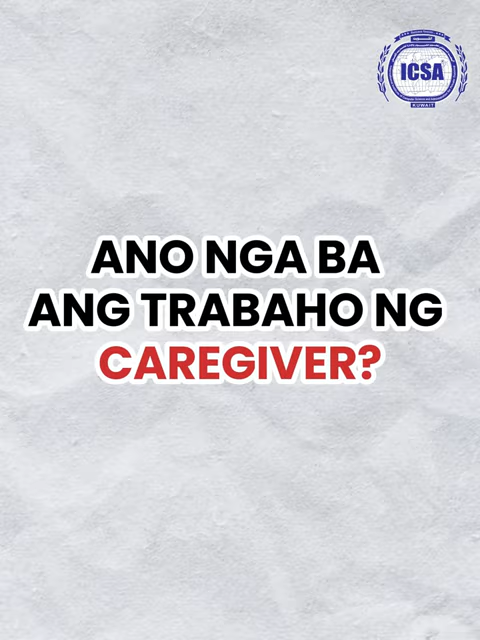 ICSA
KUWAIT
ANO NGA BA
ANG TRABAHO NG
CAREGIVER?